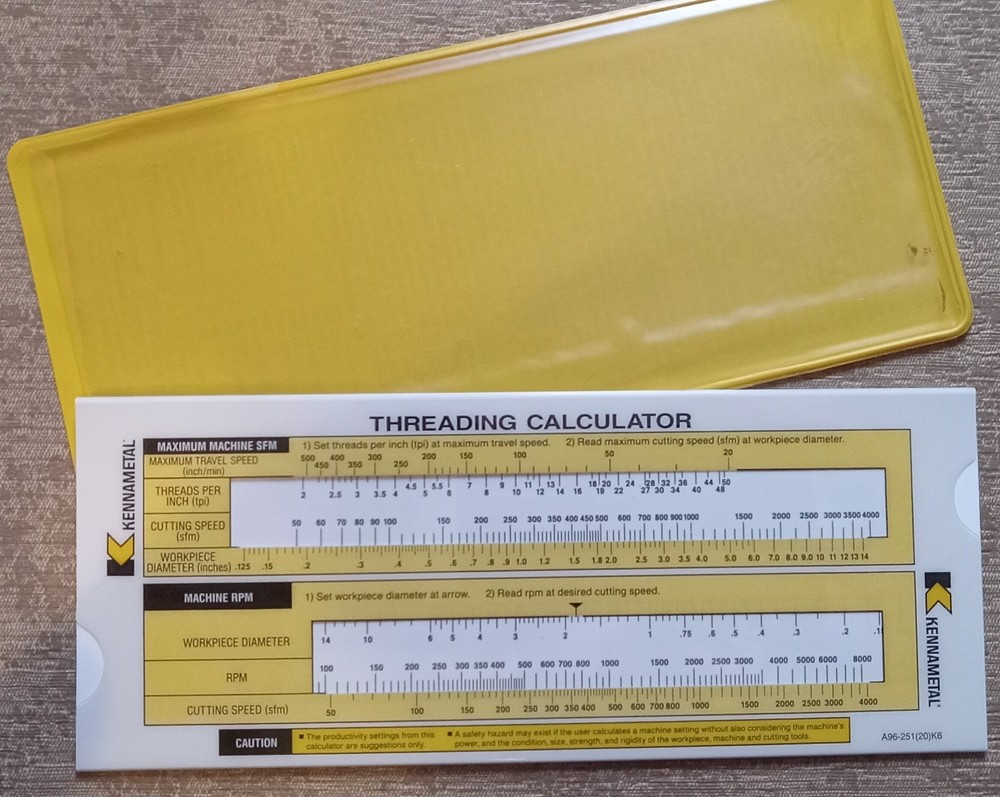 THREADING CALCULATOR
KENNAMETAL
MAXIMUM MACHINE SFM
1) Set threads per inch (tpi) at maximum travel speed. 2) Read maximum cutting speed (sfm) at workpiece diameter.
MAXIMUM TRAVEL SPEED
(inch/min)
500 400 300 200 150 100 50 20
450 350 250
THREADS PER
INCH (tpi)
4.5 5.5 7 9 11 13 18 20 24 28 32 36 44 50
2 2.5 3 3.5 4 5 6 8 10 12 14 16 19 22 27 30 34 40 48
CUTTING SPEED
(sfm)
50 60 70 80 90 100 150 200 250 300 350 400 450 500 600 700 800 900 1000 1500 2000 2500 3000 3500 4000
WORKPIECE
DIAMETER (inches)
.125 .15 .2 .3 .4 .5 .6 .7 .8 .9 1.0 1.2 1.5 1.8 2.0 2.5 3.0 3.5 4.0 5.0 6.0 7.0 8.0 9.0 10 11 12 13 14
MACHINE RPM
1) Set workpiece diameter at arrow. 2) Read rpm at desired cutting speed.
WORKPIECE DIAMETER
14 10 6 5 4 3 2 1 .75 .6 .5 .4 .3 .2
RPM
100 150 200 250 300 350 400 500 600 700 800 1000 1500 2000 2500 3000 4000 5000 6000 8000
CUTTING SPEED (sfm)
50 100 150 200 250 300 350 400 500 600 700 800 1000 1500 2000 2500 3000 4000
KENNAMETAL
CAUTION
■ The productivity settings from this
calculator are suggestions only.
■ A safety hazard may exist if the user calculates a machine setting without also considering the machine's
power, and the condition, size, strength, and rigidity of the workpiece, machine and cutting tools.
A96-251(20)K6